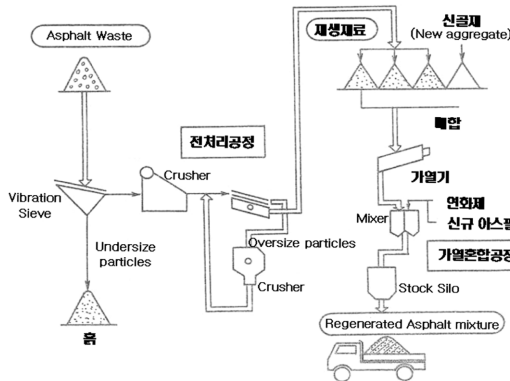 Asphalt Waste
재생재료
신골재
(New aggregate)
전처리공정
배합
Crusher
가열기
Vibration
Sieve
연화제
Mixer
신규 아스팔
Undersize
particles
Oversize particles
가열혼합공정
Crusher
Stock Silo
Regenerated Asphalt mixture
흙